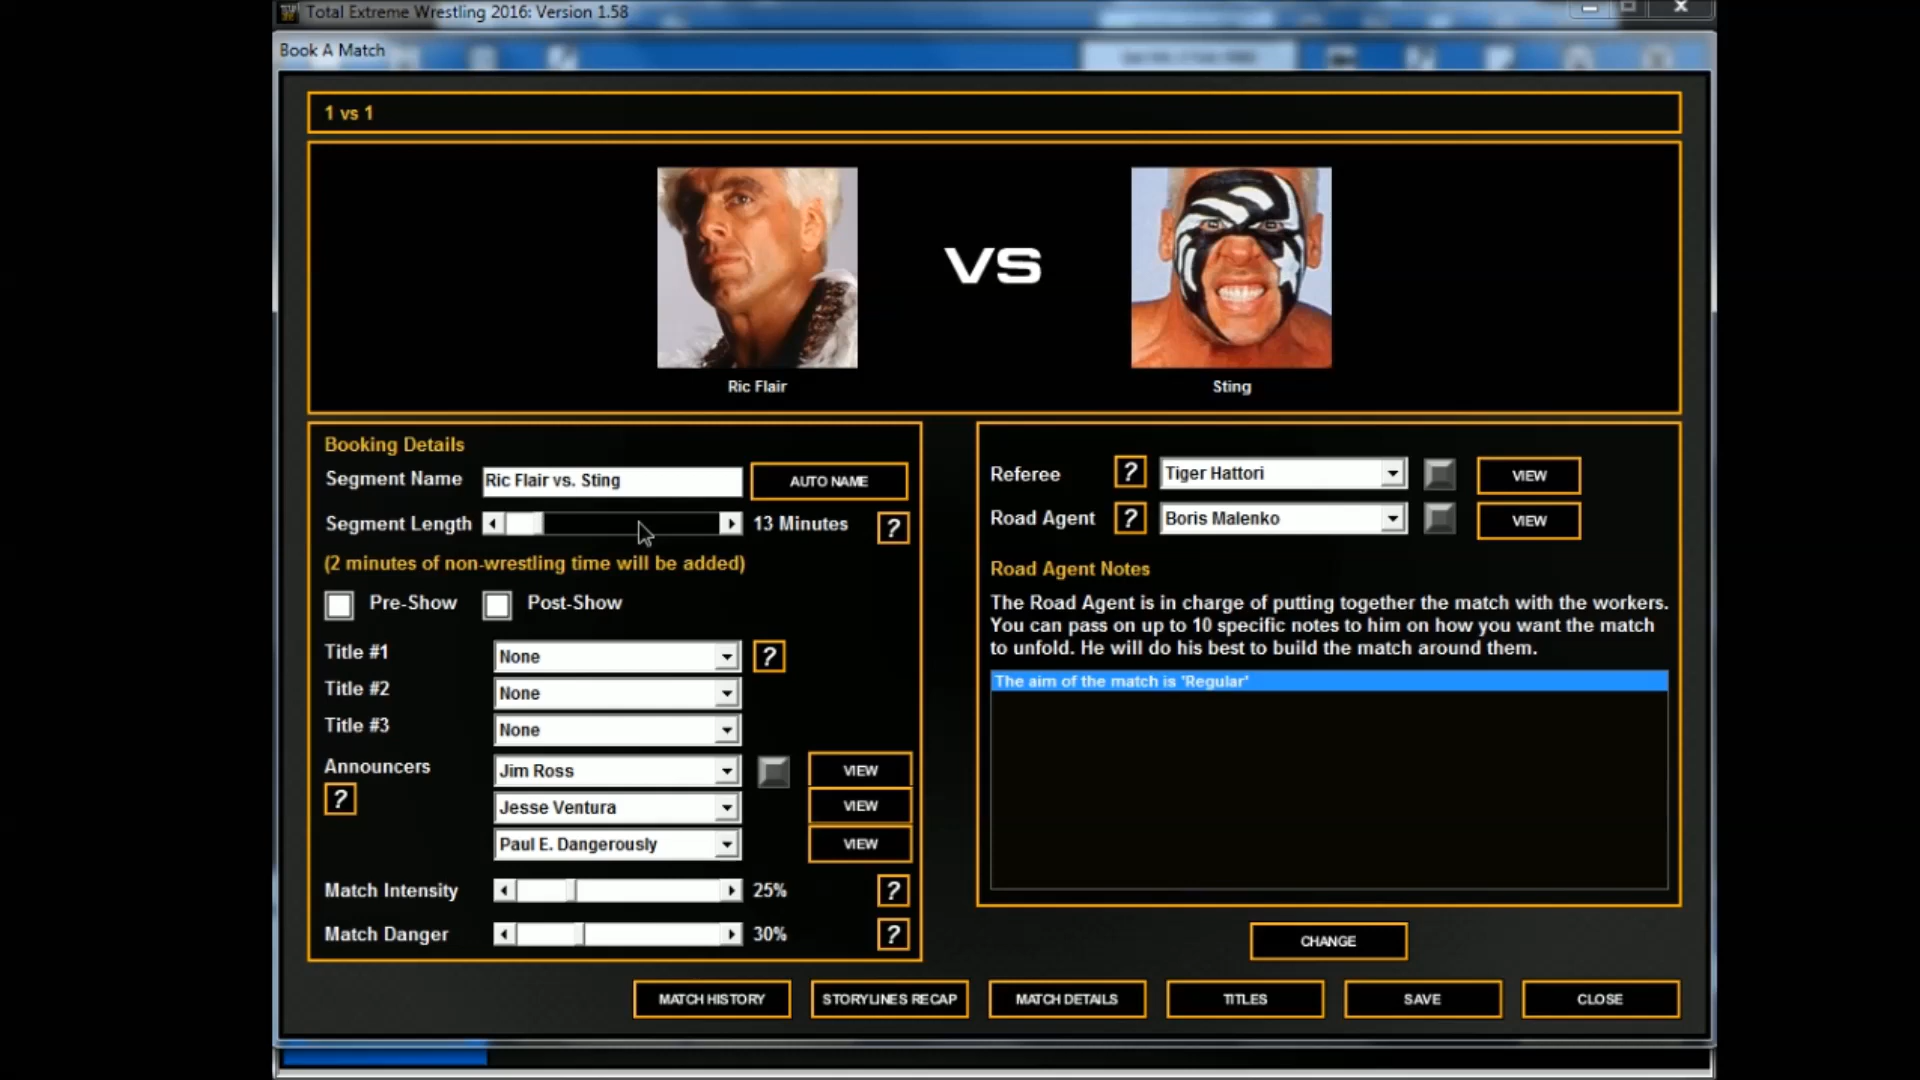 Total Extreme Wrestling 2016: Version 1.58
Book A Match
1 vs 1
VS
Ric Flair
Sting
Booking Details
Segment Name
Ric Flair vs. Sting
AUTO NAME
Segment Length
13 Minutes
?
(2 minutes of non-wrestling time will be added)
Pre-Show
Post-Show
Title #1
None
?
Title #2
None
Title #3
None
Announcers
?
Jim Ross
VIEW
Jesse Ventura
VIEW
Paul E. Dangerously
VIEW
Match Intensity
25%
?
Match Danger
30%
?
Referee
?
Tiger Hattori
VIEW
Road Agent
?
Boris Malenko
VIEW
Road Agent Notes
The Road Agent is in charge of putting together the match with the workers.
You can pass on up to 10 specific notes to him on how you want the match
to unfold. He will do his best to build the match around them.
The aim of the match is 'Regular'
CHANGE
MATCH HISTORY
STORYLINES RECAP
MATCH DETAILS
TITLES
SAVE
CLOSE